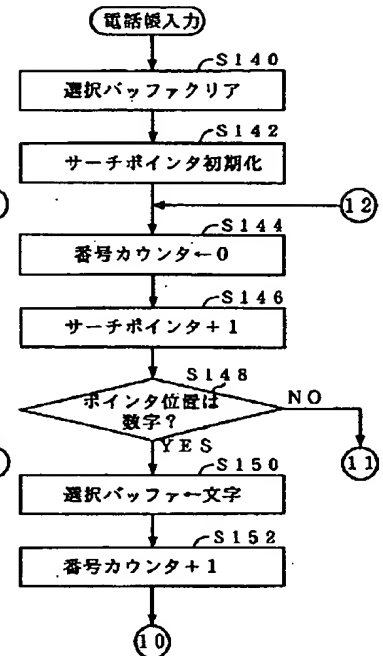 電話帳入力
S140
選択バッファクリア
S142
サーチポインタ初期化
12
S144
番号カウンタ←0
S146
サーチポインタ+1
S148
ポインタ位置は
数字?
NO
YES
11
S150
選択バッファ←文字
S152
番号カウンタ+1
10